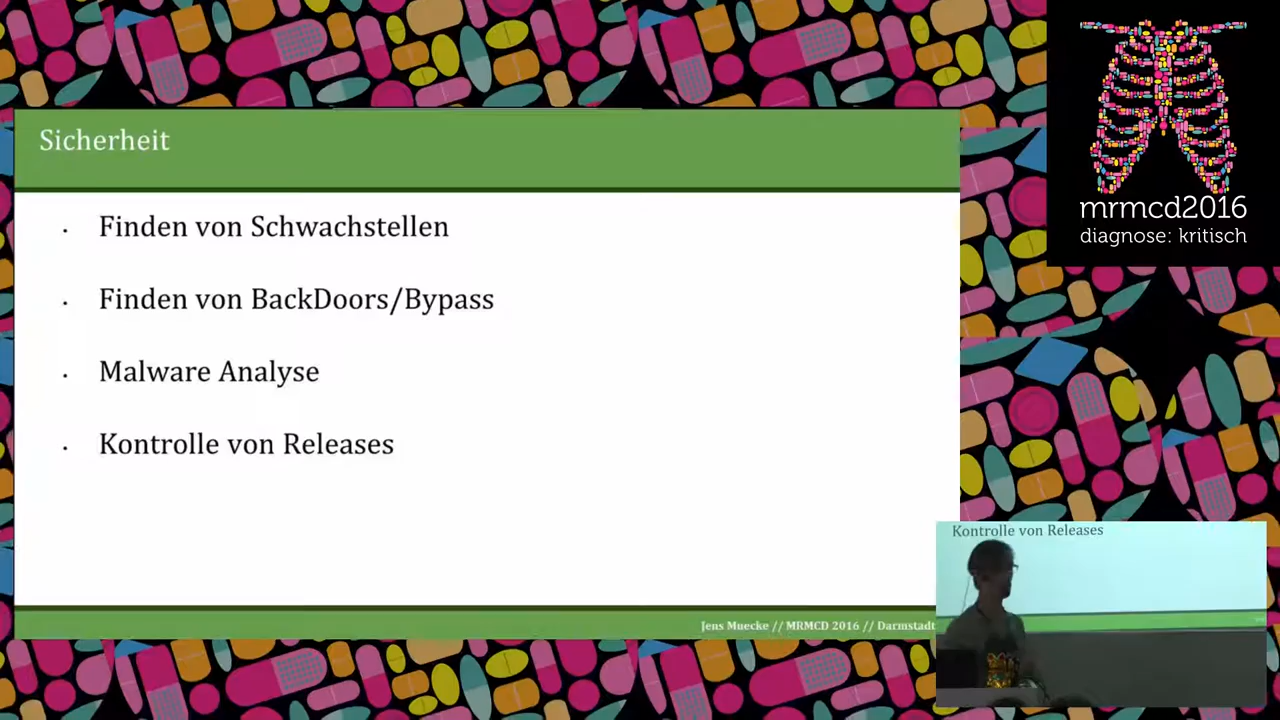 Sicherheit
Finden von Schwachstellen
Finden von BackDoors/Bypass
Malware Analyse
Kontrolle von Releases
Jens Muecke // MRMCD 2016 // Darmstadt
mrmcd2016
diagnose: kritisch
Kontrolle von Releases